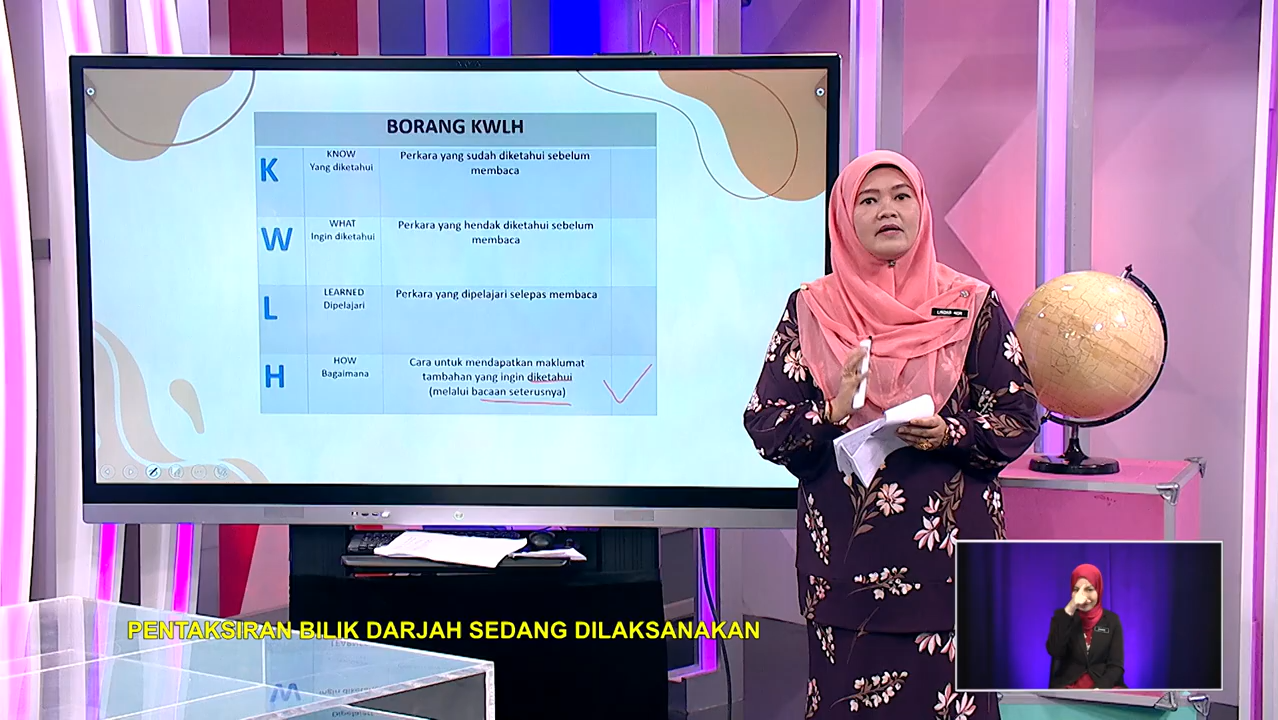 BORANG KWLH
K
KNOW
Yang diketahui
Perkara yang sudah diketahui sebelum
membaca
W
WHAT
Ingin diketahui
Perkara yang hendak diketahui sebelum
membaca
L
LEARNED
Dipelajari
Perkara yang dipelajari selepas membaca
H
HOW
Bagaimana
Cara untuk mendapatkan maklumat
tambahan yang ingin diketahui
(melalui bacaan seterusnya)
PENTAKSIRAN BILIK DARJAH SEDANG DILAKSANAKAN